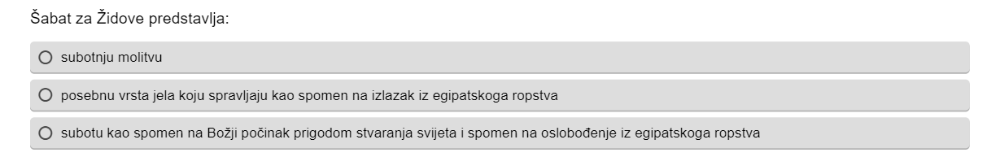 Šabat za Židove predstavlja:
subotnju molitvu
posebnu vrsta jela koju spravljaju kao spomen na izlazak iz egipatskoga ropstva
subotu kao spomen na Božji počinak prigodom stvaranja svijeta i spomen na oslobođenje iz egipatskoga ropstva